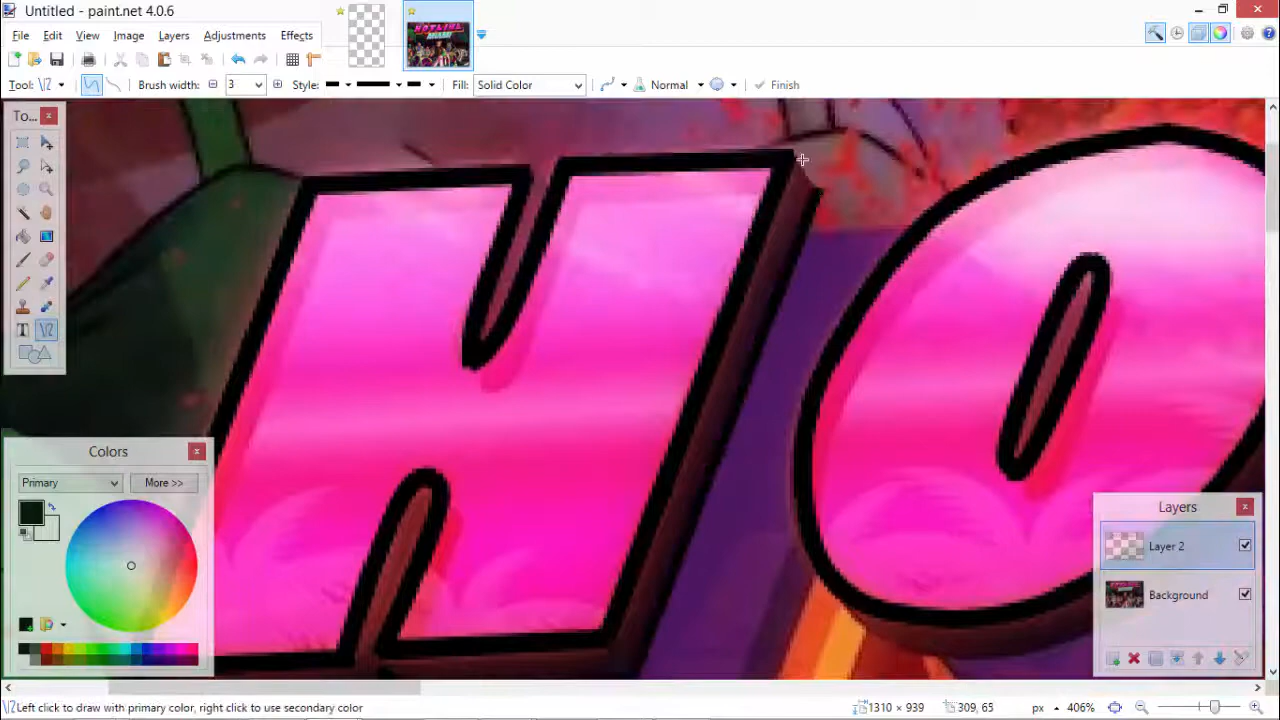 Untitled - paint.net 4.0.6
File Edit View Image Layers Adjustments Effects
Tool: Brush width: 3 Style: Fill: Solid Color Normal Finish
To...
HO
Colors
Primary More >>
Layers
Layer 2
Background
Left click to draw with primary color, right click to use secondary color 1310 × 939 309, 65 px 406%